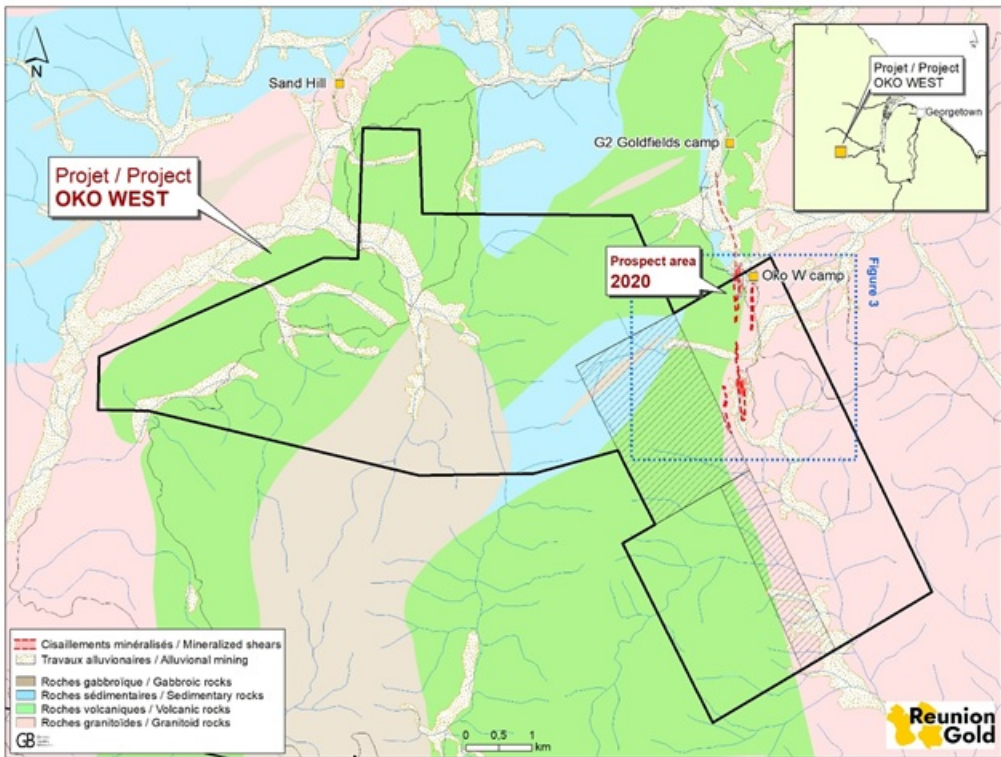 N
Sand Hill
G2 Goldfields camp
Projet / Project
OKO WEST
Georgetown
Projet / Project
OKO WEST
Prospect area
2020
Oko W camp
Figure 3
Cisaillements minéralisés / Mineralized shears
Travaux alluvionaires / Alluvional mining
Roches gabbroïque / Gabbroic rocks
Roches sédimentaires / Sedimentary rocks
Roches volcaniques / Volcanic rocks
Roches granitoïdes / Granitoid rocks
GB
0 0,5 1
km
Reunion
Gold